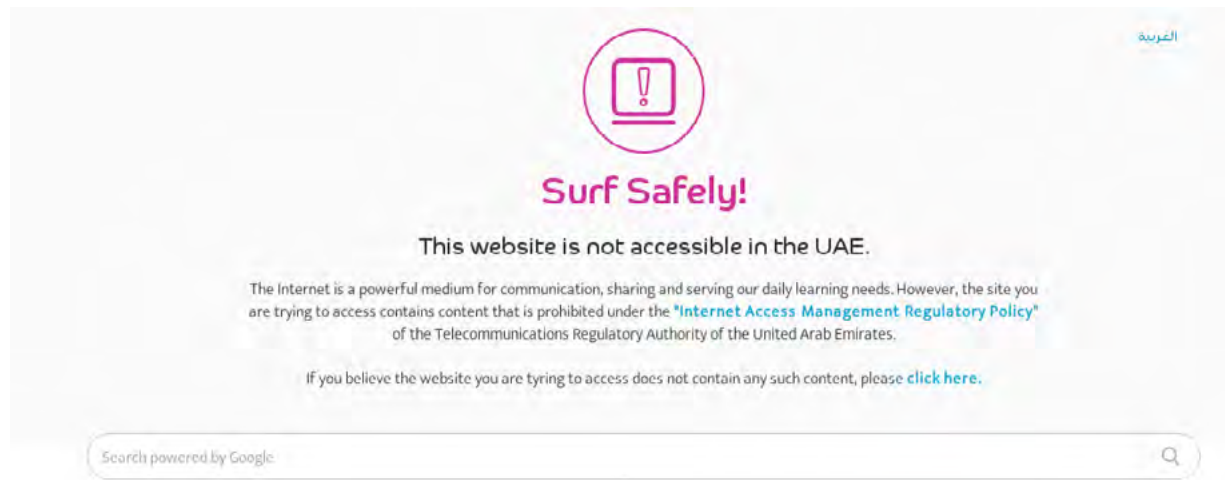 العربية
Surf Safely!
This website is not accessible in the UAE.
The Internet is a powerful medium for communication, sharing and serving our daily learning needs. However, the site you
are trying to access contains content that is prohibited under the "Internet Access Management Regulatory Policy"
of the Telecommunications Regulatory Authority of the United Arab Emirates.
If you believe the website you are tyring to access does not contain any such content, please click here.
Search powered by Google